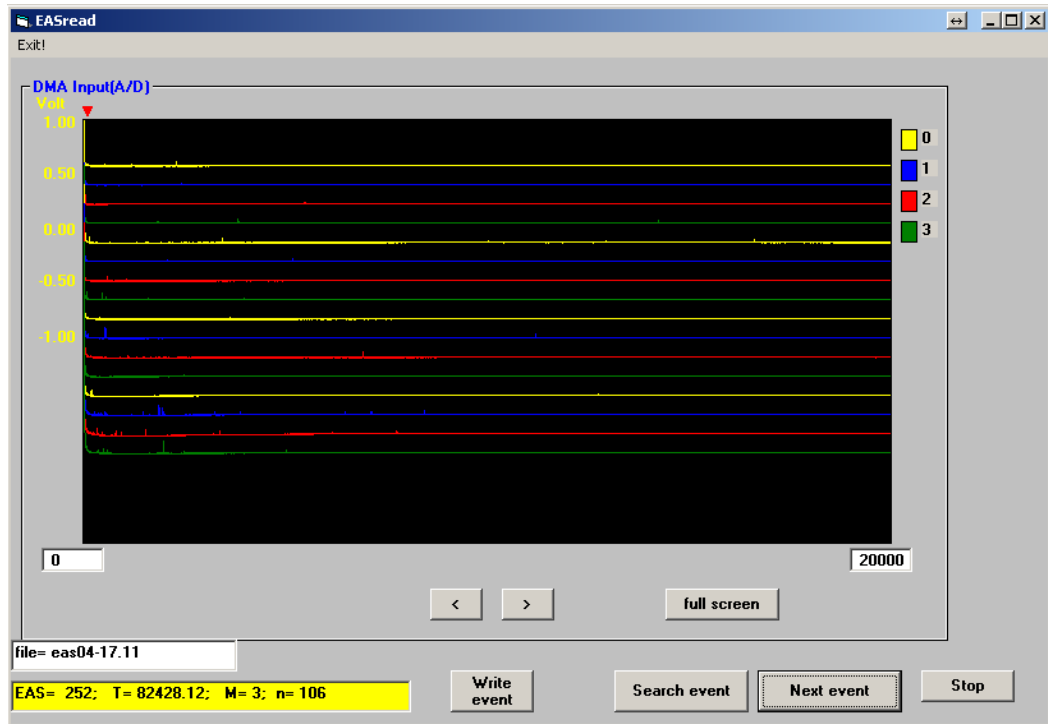 EASread
Exit!
DMA Input(A/D)
Volt
1.00
0.50
0.00
-0.50
-1.00
0
1
2
3
0
20000
<
>
full screen
file= eas04-17.11
EAS= 252; T= 82428.12; M= 3; n= 106
Write
event
Search event
Next event
Stop